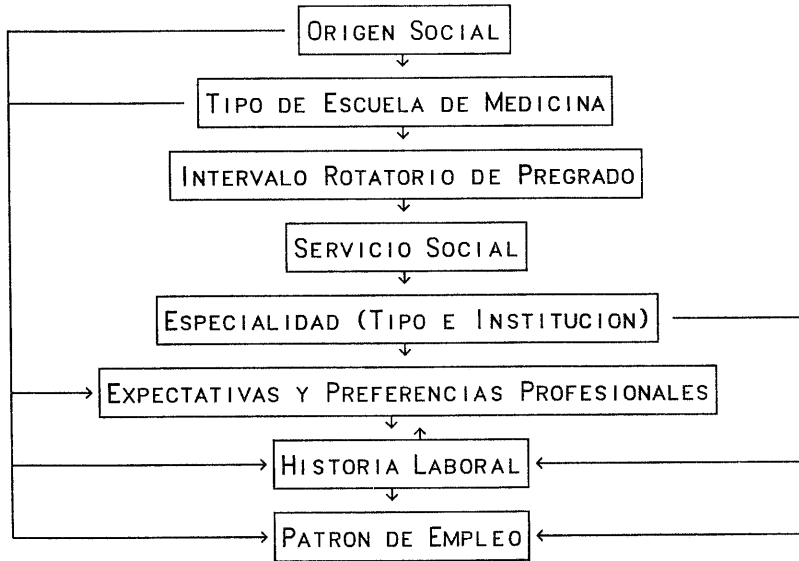 ORIGEN SOCIAL
TIPO DE ESCUELA DE MEDICINA
INTERVALO ROTATORIO DE PREGRADO
SERVICIO SOCIAL
ESPECIALIDAD (TIPO E INSTITUCION)
EXPECTATIVAS Y PREFERENCIAS PROFESIONALES
HISTORIA LABORAL
PATRON DE EMPLEO